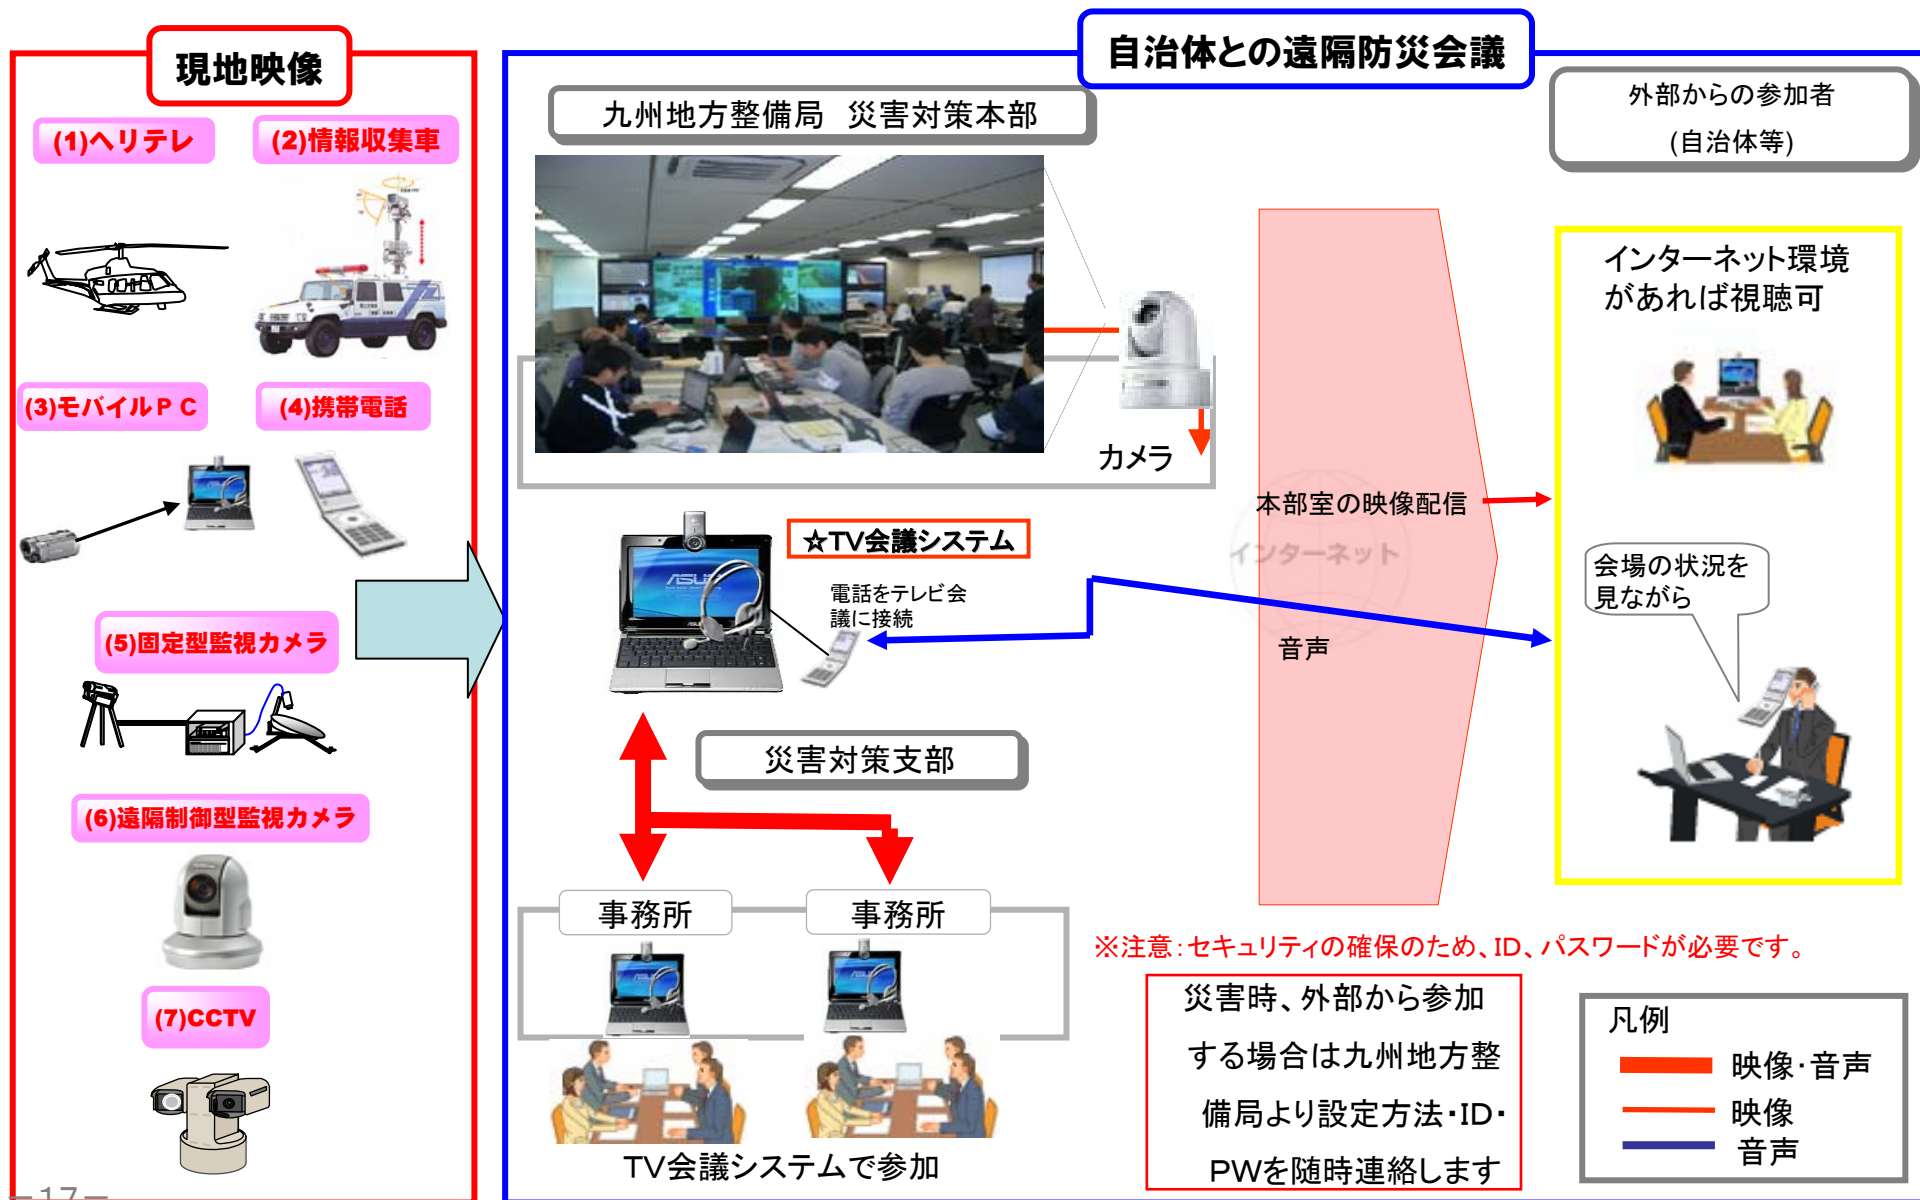 現地映像
(1)ヘリテレ
(2)情報収集車
(3)モバイルＰＣ
(4)携帯電話
(5)固定型監視カメラ
(6)遠隔制御型監視カメラ
(7)CCTV
－17－
自治体との遠隔防災会議
九州地方整備局　災害対策本部
カメラ
☆TV会議システム
電話をテレビ会
議に接続
災害対策支部
事務所
事務所
TV会議システムで参加
本部室の映像配信
インターネット
音声
外部からの参加者
(自治体等)
インターネット環境
があれば視聴可
会場の状況を
見ながら
※注意：セキュリティの確保のため、ID、パスワードが必要です。
災害時、外部から参加
する場合は九州地方整
備局より設定方法・ID・
PWを随時連絡します
凡例
映像・音声
映像
音声